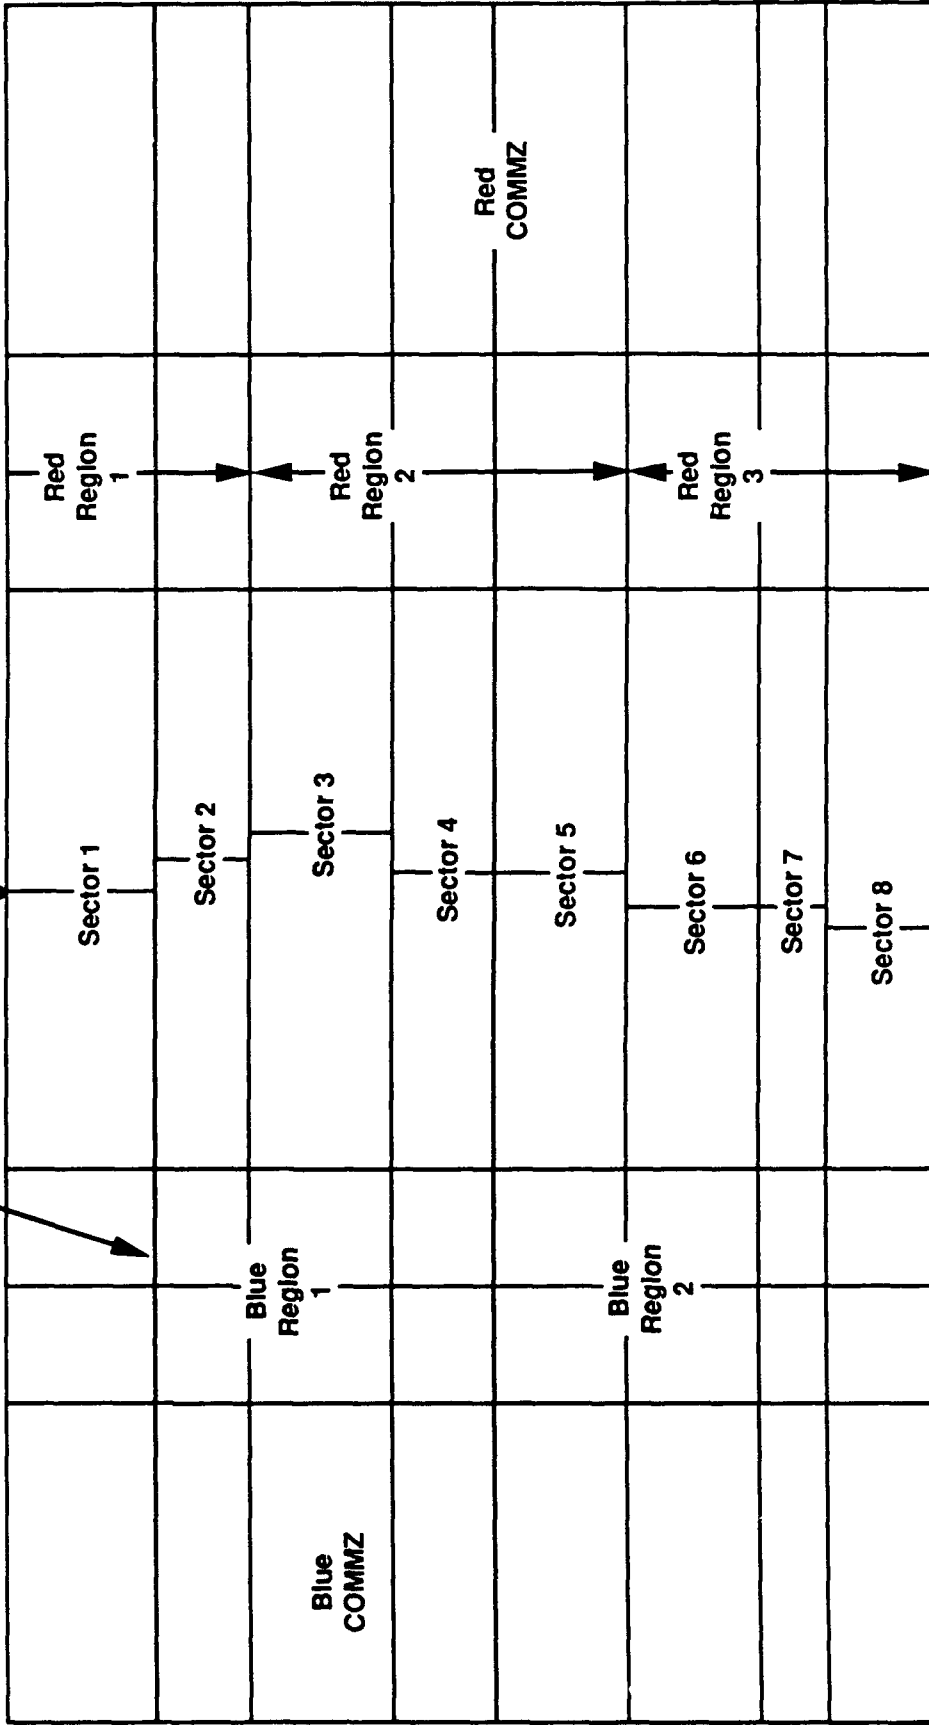 Red
COMMZ
Red
Region
1
Red
Region
2
Red
Region
3
Sector 1
Sector 2
Sector 3
Sector 4
Sector 5
Sector 6
Sector 7
Sector 8
Blue
Region
1
Blue
Region
2
Blue
COMMZ